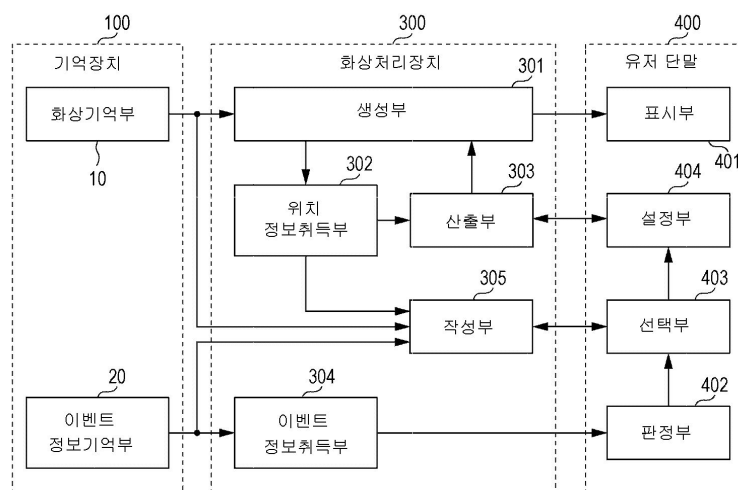 100
300
400
기억장치
화상처리장치
유저 단말
301
화상기억부
생성부
표시부
10
401
302
303
404
위치
정보취득부
산출부
설정부
305
403
작성부
선택부
20
304
402
이벤트
정보기억부
이벤트
정보취득부
판정부